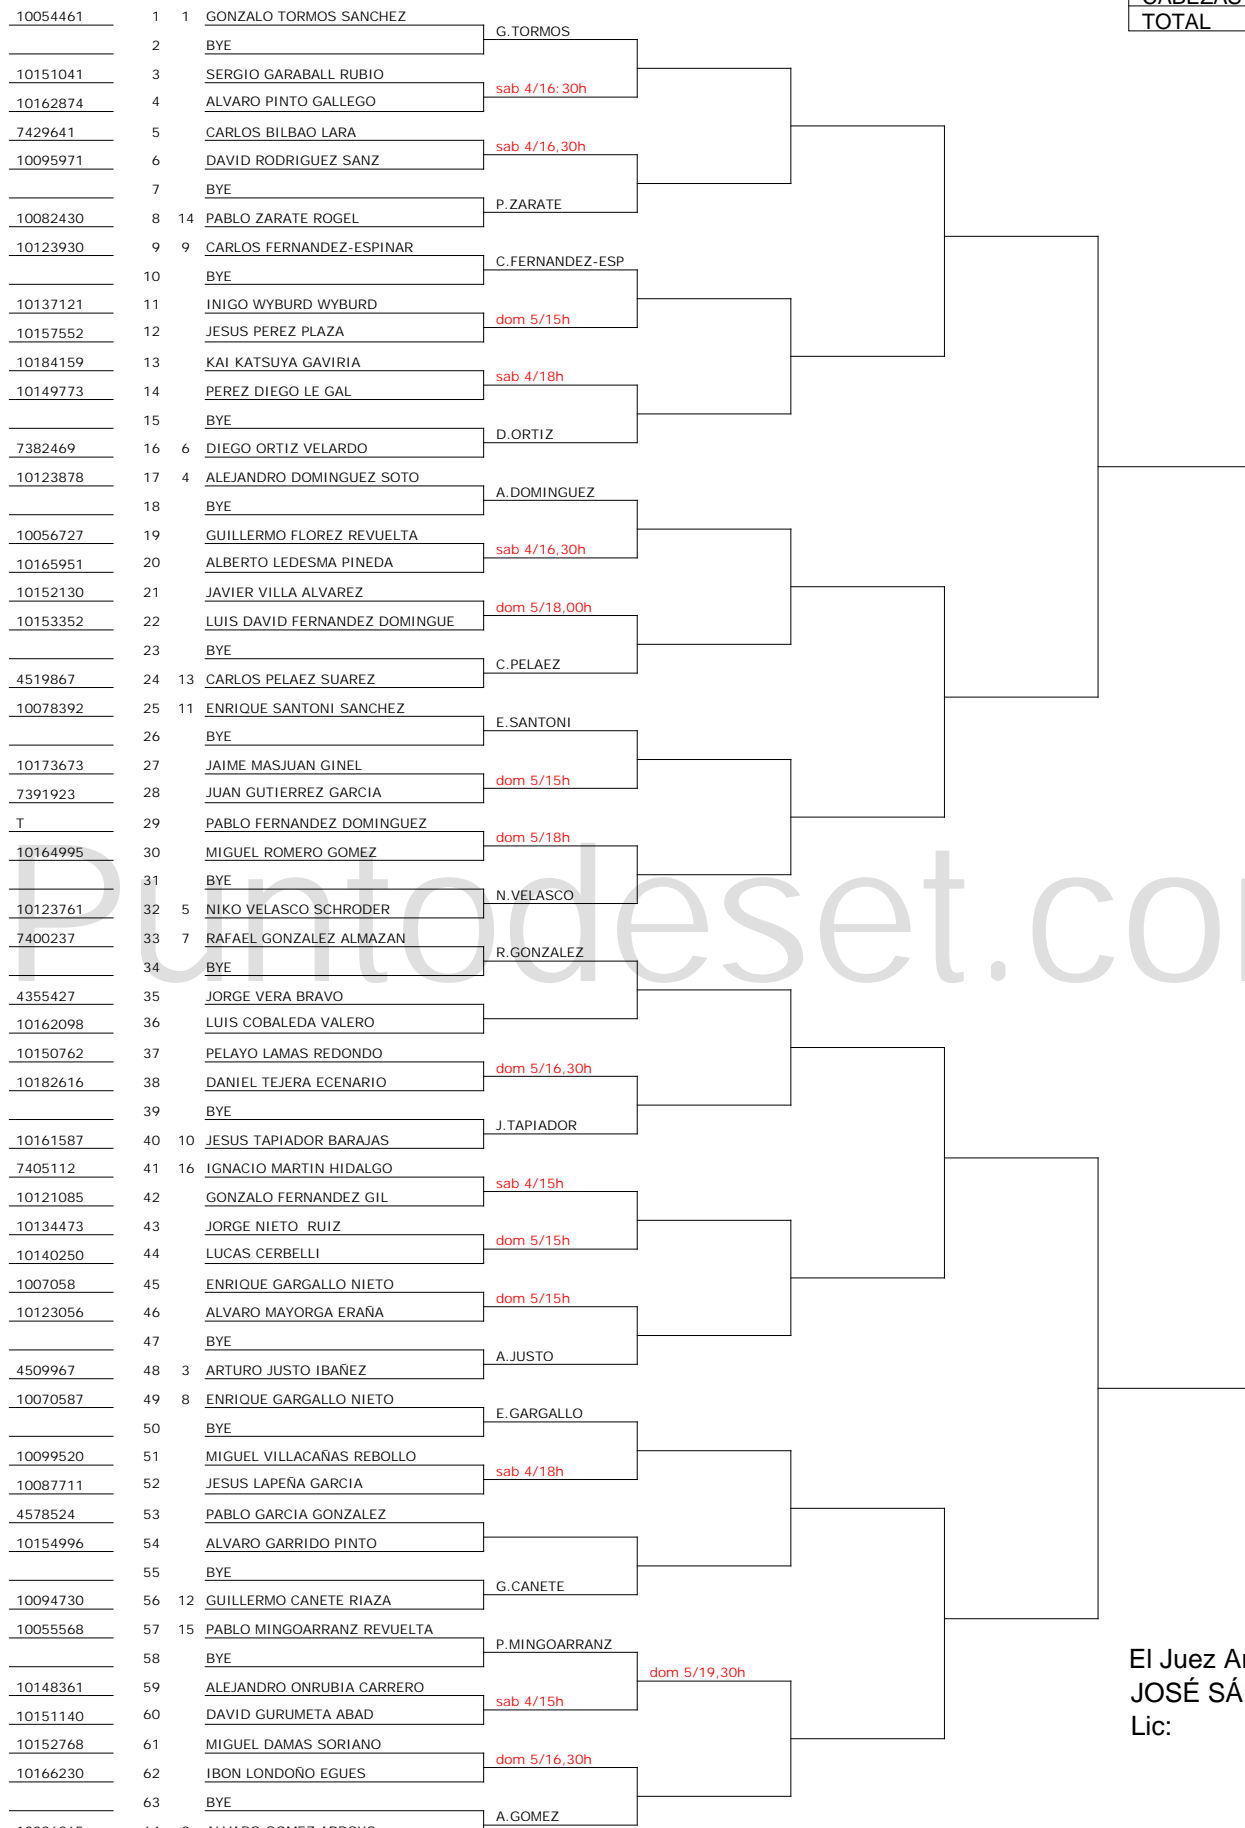 CABEZAS
TOTAL
10054461 1 1 GONZALO TORMOS SANCHEZ
G.TORMOS
2 BYE
10151041 3 SERGIO GARABALL RUBIO
sab 4/16:30h
10162874 4 ALVARO PINTO GALLEGO
7429641 5 CARLOS BILBAO LARA
sab 4/16,30h
10095971 6 DAVID RODRIGUEZ SANZ
7 BYE
P.ZARATE
10082430 8 14 PABLO ZARATE ROGEL
10123930 9 9 CARLOS FERNANDEZ-ESPINAR
C.FERNANDEZ-ESP
10 BYE
10137121 11 INIGO WYBURD WYBURD
dom 5/15h
10157552 12 JESUS PEREZ PLAZA
10184159 13 KAI KATSUYA GAVIRIA
sab 4/18h
10149773 14 PEREZ DIEGO LE GAL
15 BYE
D.ORTIZ
7382469 16 6 DIEGO ORTIZ VELARDO
10123878 17 4 ALEJANDRO DOMINGUEZ SOTO
A.DOMINGUEZ
18 BYE
10056727 19 GUILLERMO FLOREZ REVUELTA
sab 4/16,30h
10165951 20 ALBERTO LEDESMA PINEDA
10152130 21 JAVIER VILLA ALVAREZ
dom 5/18,00h
10153352 22 LUIS DAVID FERNANDEZ DOMINGUE
23 BYE
C.PELAEZ
4519867 24 13 CARLOS PELAEZ SUAREZ
10078392 25 11 ENRIQUE SANTONI SANCHEZ
E.SANTONI
26 BYE
10173673 27 JAIME MASJUAN GINEL
dom 5/15h
7391923 28 JUAN GUTIERREZ GARCIA
T 29 PABLO FERNANDEZ DOMINGUEZ
dom 5/18h
10164995 30 MIGUEL ROMERO GOMEZ
31 BYE
N.VELASCO
10123761 32 5 NIKO VELASCO SCHRODER
Puntodeset.co
7400237 33 7 RAFAEL GONZALEZ ALMAZAN
R.GONZALEZ
34 BYE
4355427 35 JORGE VERA BRAVO
10162098 36 LUIS COBALEDA VALERO
10150762 37 PELAYO LAMAS REDONDO
dom 5/16,30h
10182616 38 DANIEL TEJERA ECENARIO
39 BYE
J.TAPIADOR
10161587 40 10 JESUS TAPIADOR BARAJAS
7405112 41 16 IGNACIO MARTIN HIDALGO
sab 4/15h
10121085 42 GONZALO FERNANDEZ GIL
10134473 43 JORGE NIETO RUIZ
dom 5/15h
10140250 44 LUCAS CERBELLI
1007058 45 ENRIQUE GARGALLO NIETO
dom 5/15h
10123056 46 ALVARO MAYORGA ERAÑA
47 BYE
A.JUSTO
4509967 48 3 ARTURO JUSTO IBAÑEZ
10070587 49 8 ENRIQUE GARGALLO NIETO
E.GARGALLO
50 BYE
10099520 51 MIGUEL VILLACAÑAS REBOLLO
sab 4/18h
10087711 52 JESUS LAPEÑA GARCIA
4578524 53 PABLO GARCIA GONZALEZ
10154996 54 ALVARO GARRIDO PINTO
55 BYE
G.CANETE
10094730 56 12 GUILLERMO CANETE RIAZA
10055568 57 15 PABLO MINGOARRANZ REVUELTA
P.MINGOARRANZ
58 BYE
dom 5/19,30h
10148361 59 ALEJANDRO ONRUBIA CARRERO
sab 4/15h
10151140 60 DAVID GURUMETA ABAD
10152768 61 MIGUEL DAMAS SORIANO
dom 5/16,30h
10166230 62 IBON LONDOÑO EGUES
63 BYE
A.GOMEZ
ALVARO GOMEZ ARROYO
El Juez
JOSÉ SÁ
Lic: